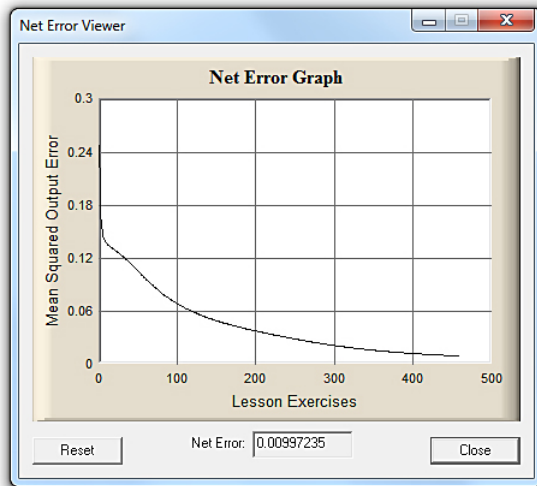 Net Error Viewer
Net Error Graph
Mean Squared Output Error
0.3
0.24
0.18
0.12
0.06
0
0 100 200 300 400 500
Lesson Exercises
Reset
Net Error: 0.00997235
Close